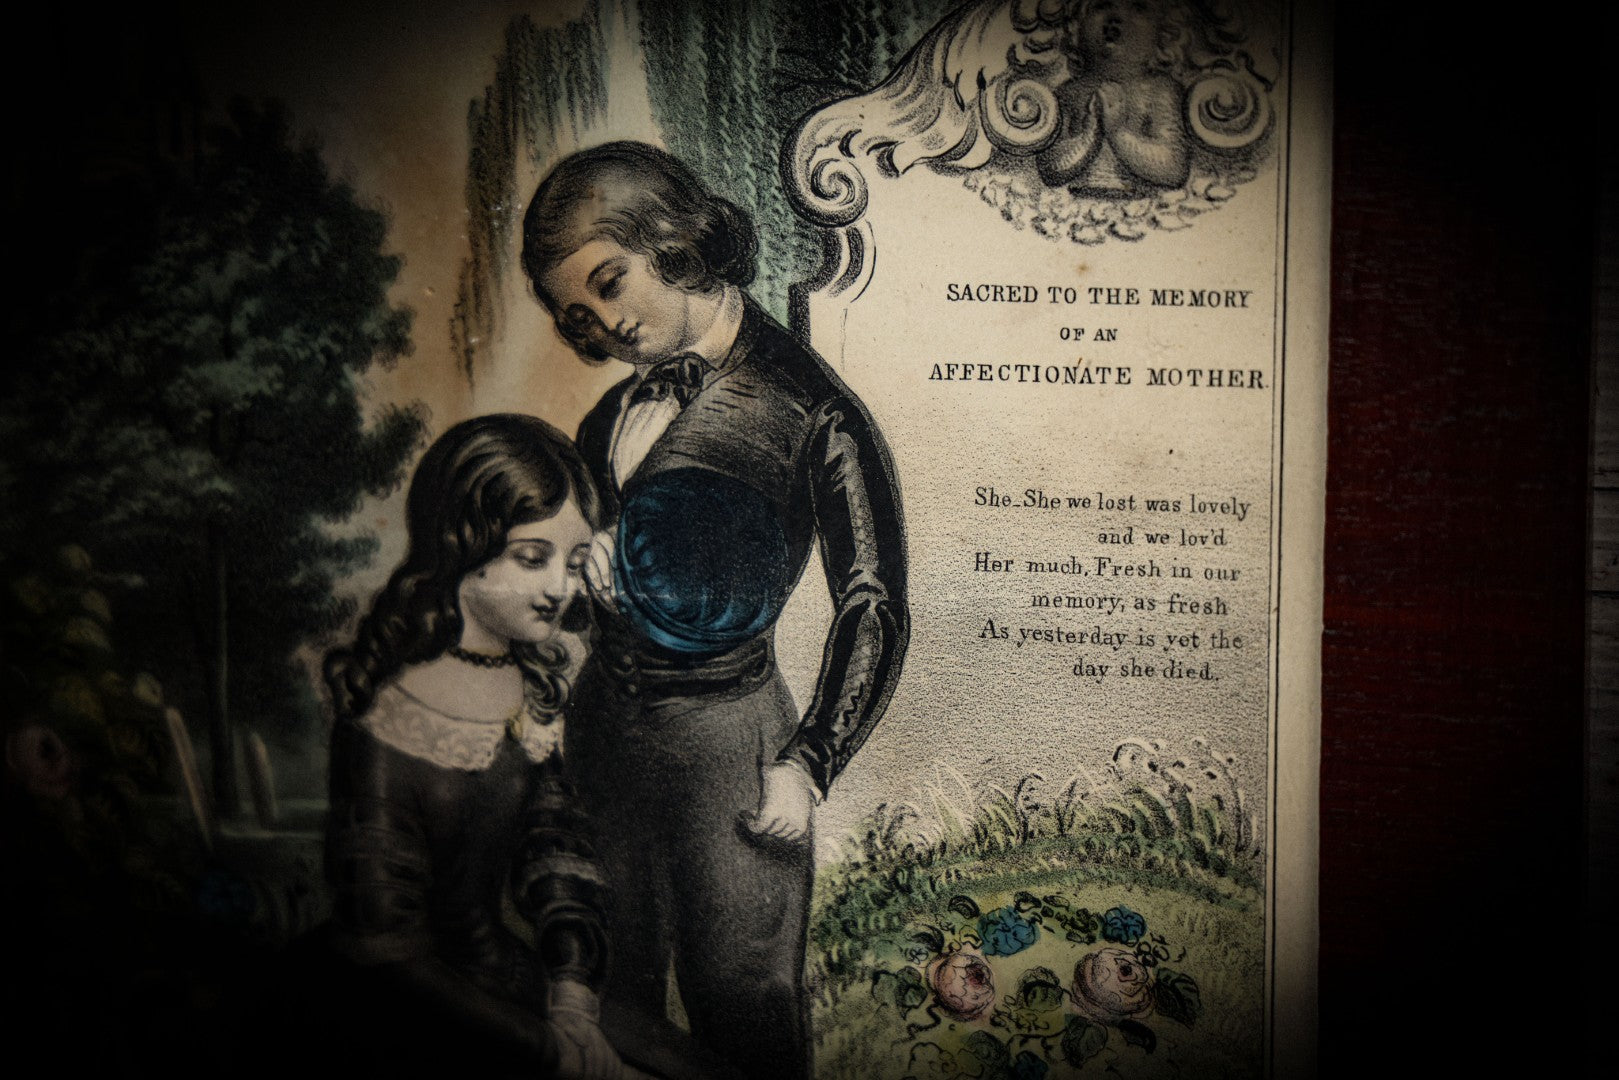 SACRED TO THE MEMORY
OF AN
AFFECTIONATE MOTHER.
She_She we lost was lovely
and we lov'd
Her much, Fresh in our
memory, as fresh
As yesterday is yet the
day she died.